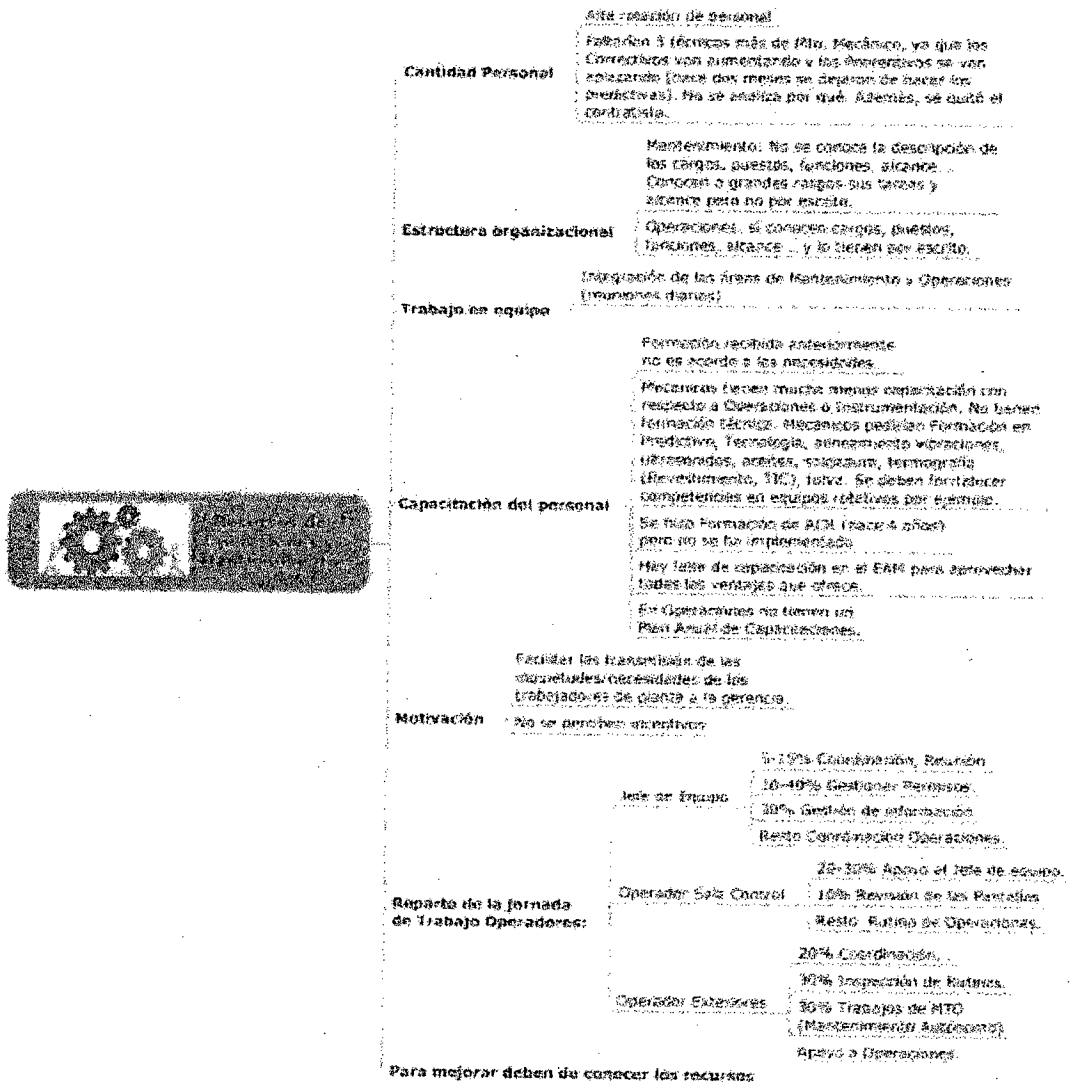 Alta rotación de personal
Faltarían 3 técnicos más de Mto. Mecánico, ya que los
Correctivos van aumentando y los Preventivos se van
aplazando (hace dos meses se dejaron de hacer los
predictivos). No se analiza por qué. Además, se quitó el
contratista.
Cantidad Personal
Mantenimiento: No se conoce la descripción de
los cargos, puestos, funciones, alcance...
Conocen a grandes rasgos sus tareas y
alcance pero no por escrito.
Estructura organizacional
Operaciones, si conocen cargos, puestos,
funciones, alcance ... y lo tienen por escrito.
Integración de las áreas de Mantenimiento y Operaciones
(reuniones diarias)
Trabajo en equipo
Formación recibida anteriormente
no es acorde a las necesidades.
Mecánicos tienen mucha menos capacitación con
respecto a Operaciones o Instrumentación. No tienen
formación técnica. Mecánicos pedirían Formación en
Predictivo, Tecnología, alineamiento vibraciones,
ultrasonidos, aceites, termografía
(Revestimiento, TIC), Se deben fortalecer
competencias en equipos rotativos por ejemplo.
Capacitación del personal
Se hizo Formación de (hace 4 años)
pero no se ha implementado
Hay falta de capacitación en el EAM para aprovechar
todas las ventajas que ofrece.
En Operaciones no tienen un
Plan Anual de Capacitaciones.
Facilitar las transmisión de las
inquietudes/necesidades de los
trabajadores de planta a la gerencia.
Motivación
No se perciben incentivos
5-15% Coordinación, Reunión
Jefe de Equipo
30-40% Gestionar Permisos.
30% Gestión de información
Resto Coordinación Operaciones.
20-30% Apoyo el Jefe de equipo.
Operador Sala Control
10% Revisión de las Pantallas
Resto Rutina de Operaciones.
Reparto de la jornada
de Trabajo Operadores:
20% Coordinación,
30% Inspección de Rutinas.
Operador Exteriores
30% Trabajos de MTO
(Mantenimiento Autónomo)
Apoyo a Operaciones
Para mejorar deben de conocer los recursos